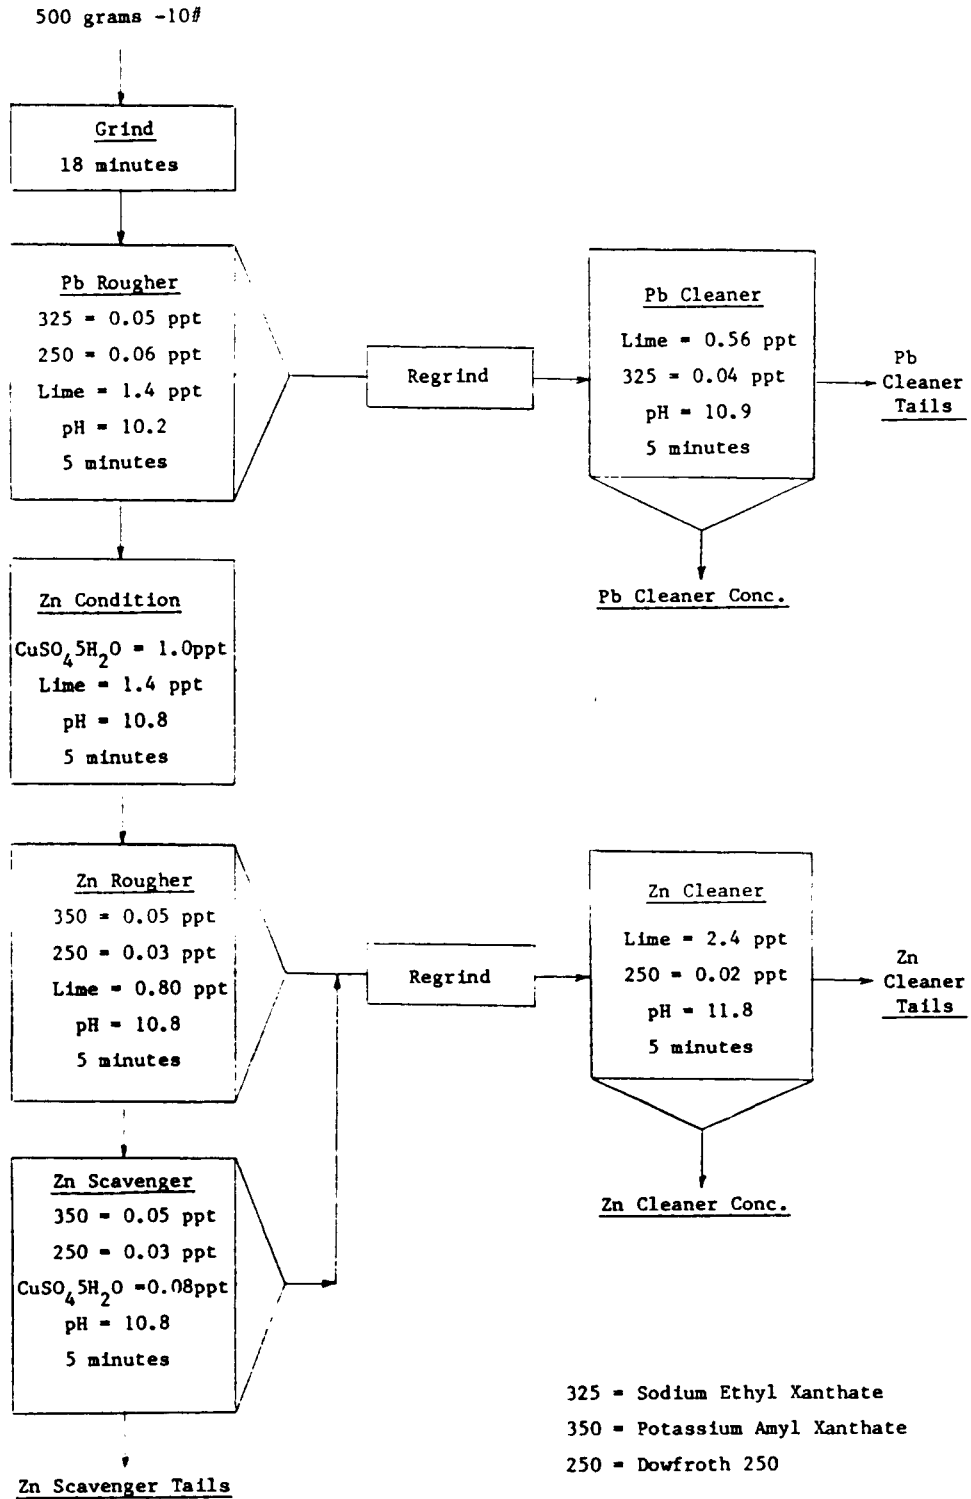 500 grams -10#
Grind
18 minutes
Pb Rougher
325 = 0.05 ppt
250 = 0.06 ppt
Lime = 1.4 ppt
pH = 10.2
5 minutes
Regrind
Pb Cleaner
Lime = 0.56 ppt
325 = 0.04 ppt
pH = 10.9
5 minutes
Pb
Cleaner
Tails
Pb Cleaner Conc.
Zn Condition
CuSO₄5H₂O = 1.0ppt
Lime = 1.4 ppt
pH = 10.8
5 minutes
Zn Rougher
350 = 0.05 ppt
250 = 0.03 ppt
Lime = 0.80 ppt
pH = 10.8
5 minutes
Regrind
Zn Cleaner
Lime = 2.4 ppt
250 = 0.02 ppt
pH = 11.8
5 minutes
Zn
Cleaner
Tails
Zn Cleaner Conc.
Zn Scavenger
350 = 0.05 ppt
250 = 0.03 ppt
CuSO₄5H₂O =0.08ppt
pH = 10.8
5 minutes
Zn Scavenger Tails
325 = Sodium Ethyl Xanthate
350 = Potassium Amyl Xanthate
250 = Dowfroth 250